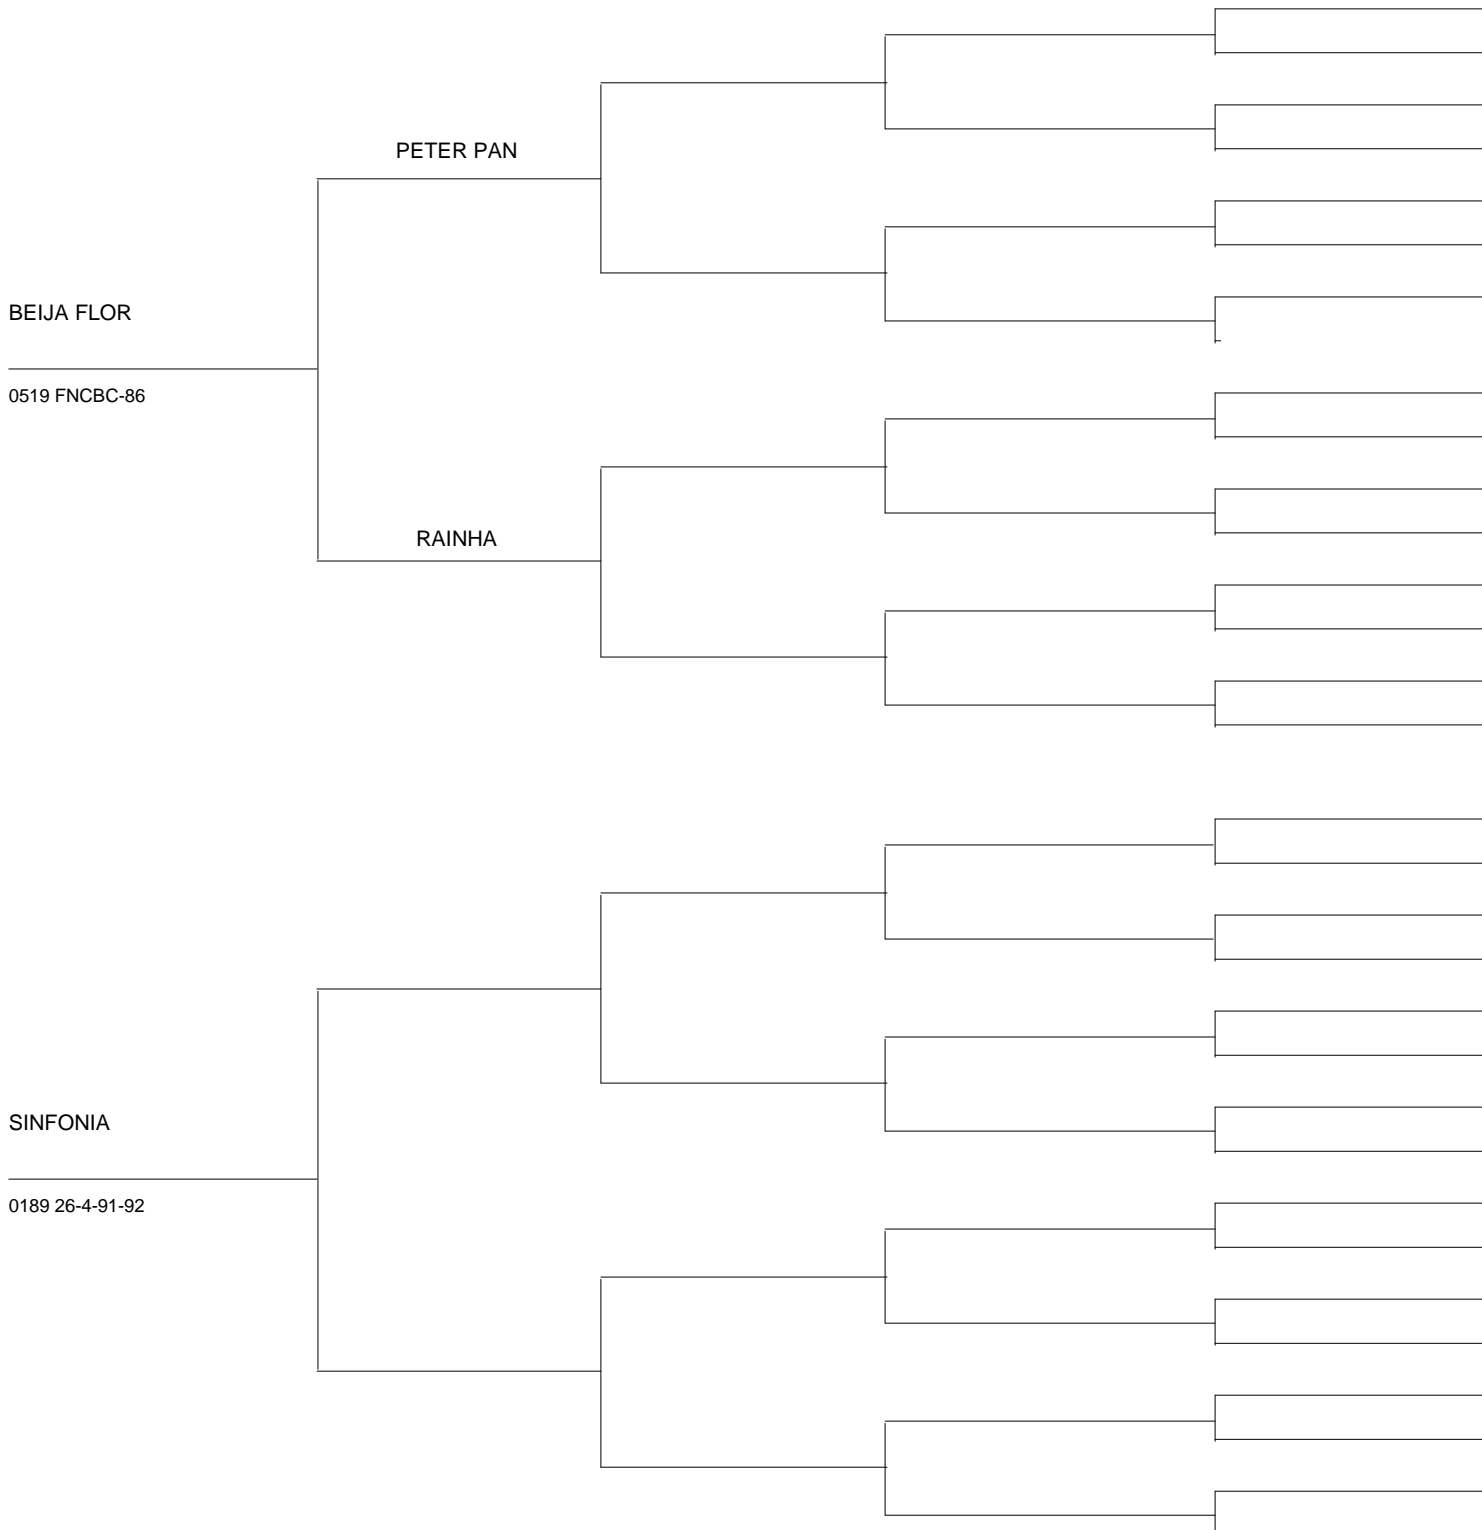 PETER PAN
BEIJA FLOR
0519 FNCBC-86
RAINHA
SINFONIA
0189 26-4-91-92